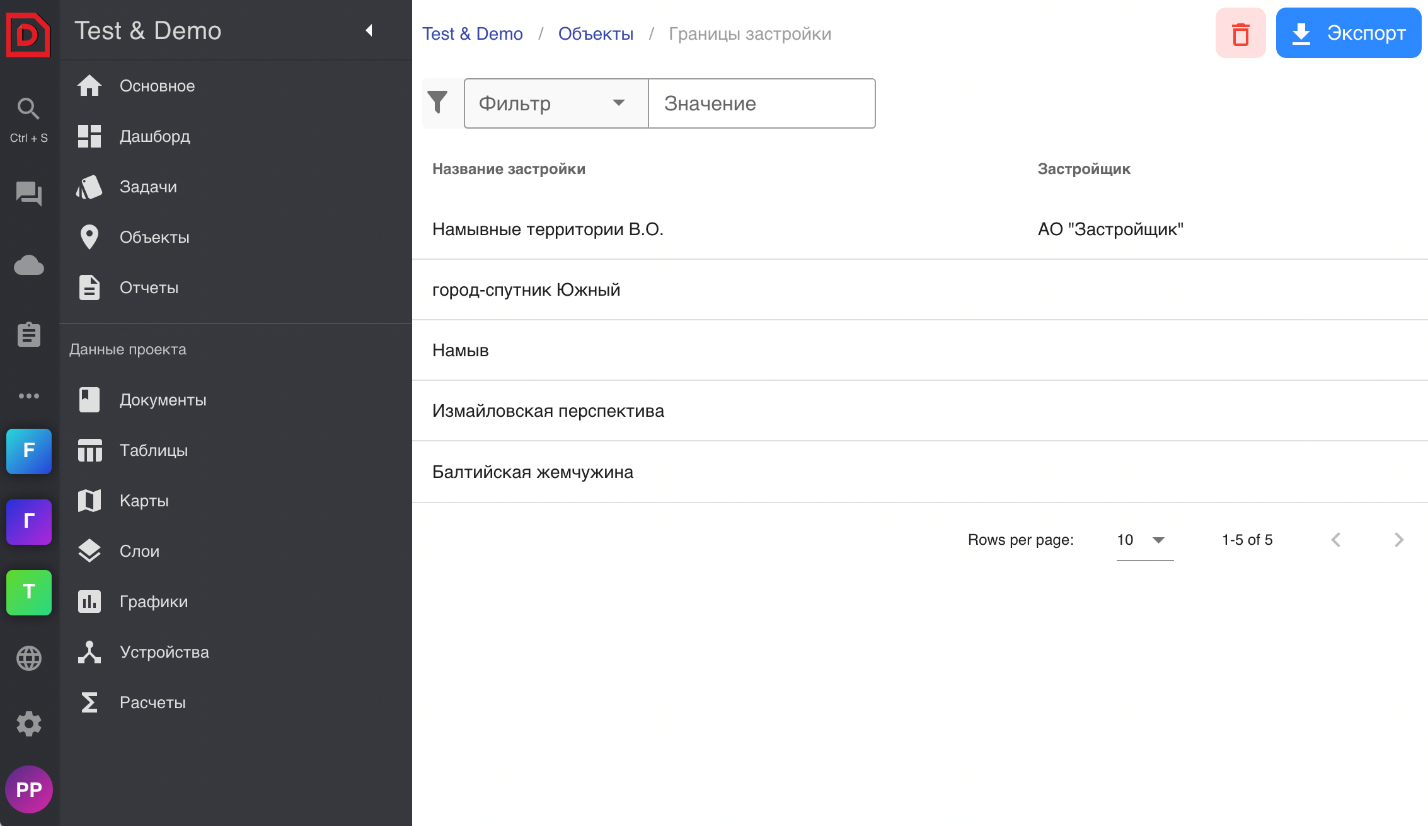 Test & Demo
Ctrl + S
F
Г
T
PP
Основное
Дашборд
Задачи
Объекты
Отчеты
Данные проекта
Документы
Таблицы
Карты
Слои
Графики
Устройства
Расчеты
Test & Demo / Объекты / Границы застройки
Экспорт
Фильтр Значение
Название застройки Застройщик
Намывные территории В.О. АО "Застройщик"
город-спутник Южный
Намыв
Измайловская перспектива
Балтийская жемчужина
Rows per page: 10 1-5 of 5